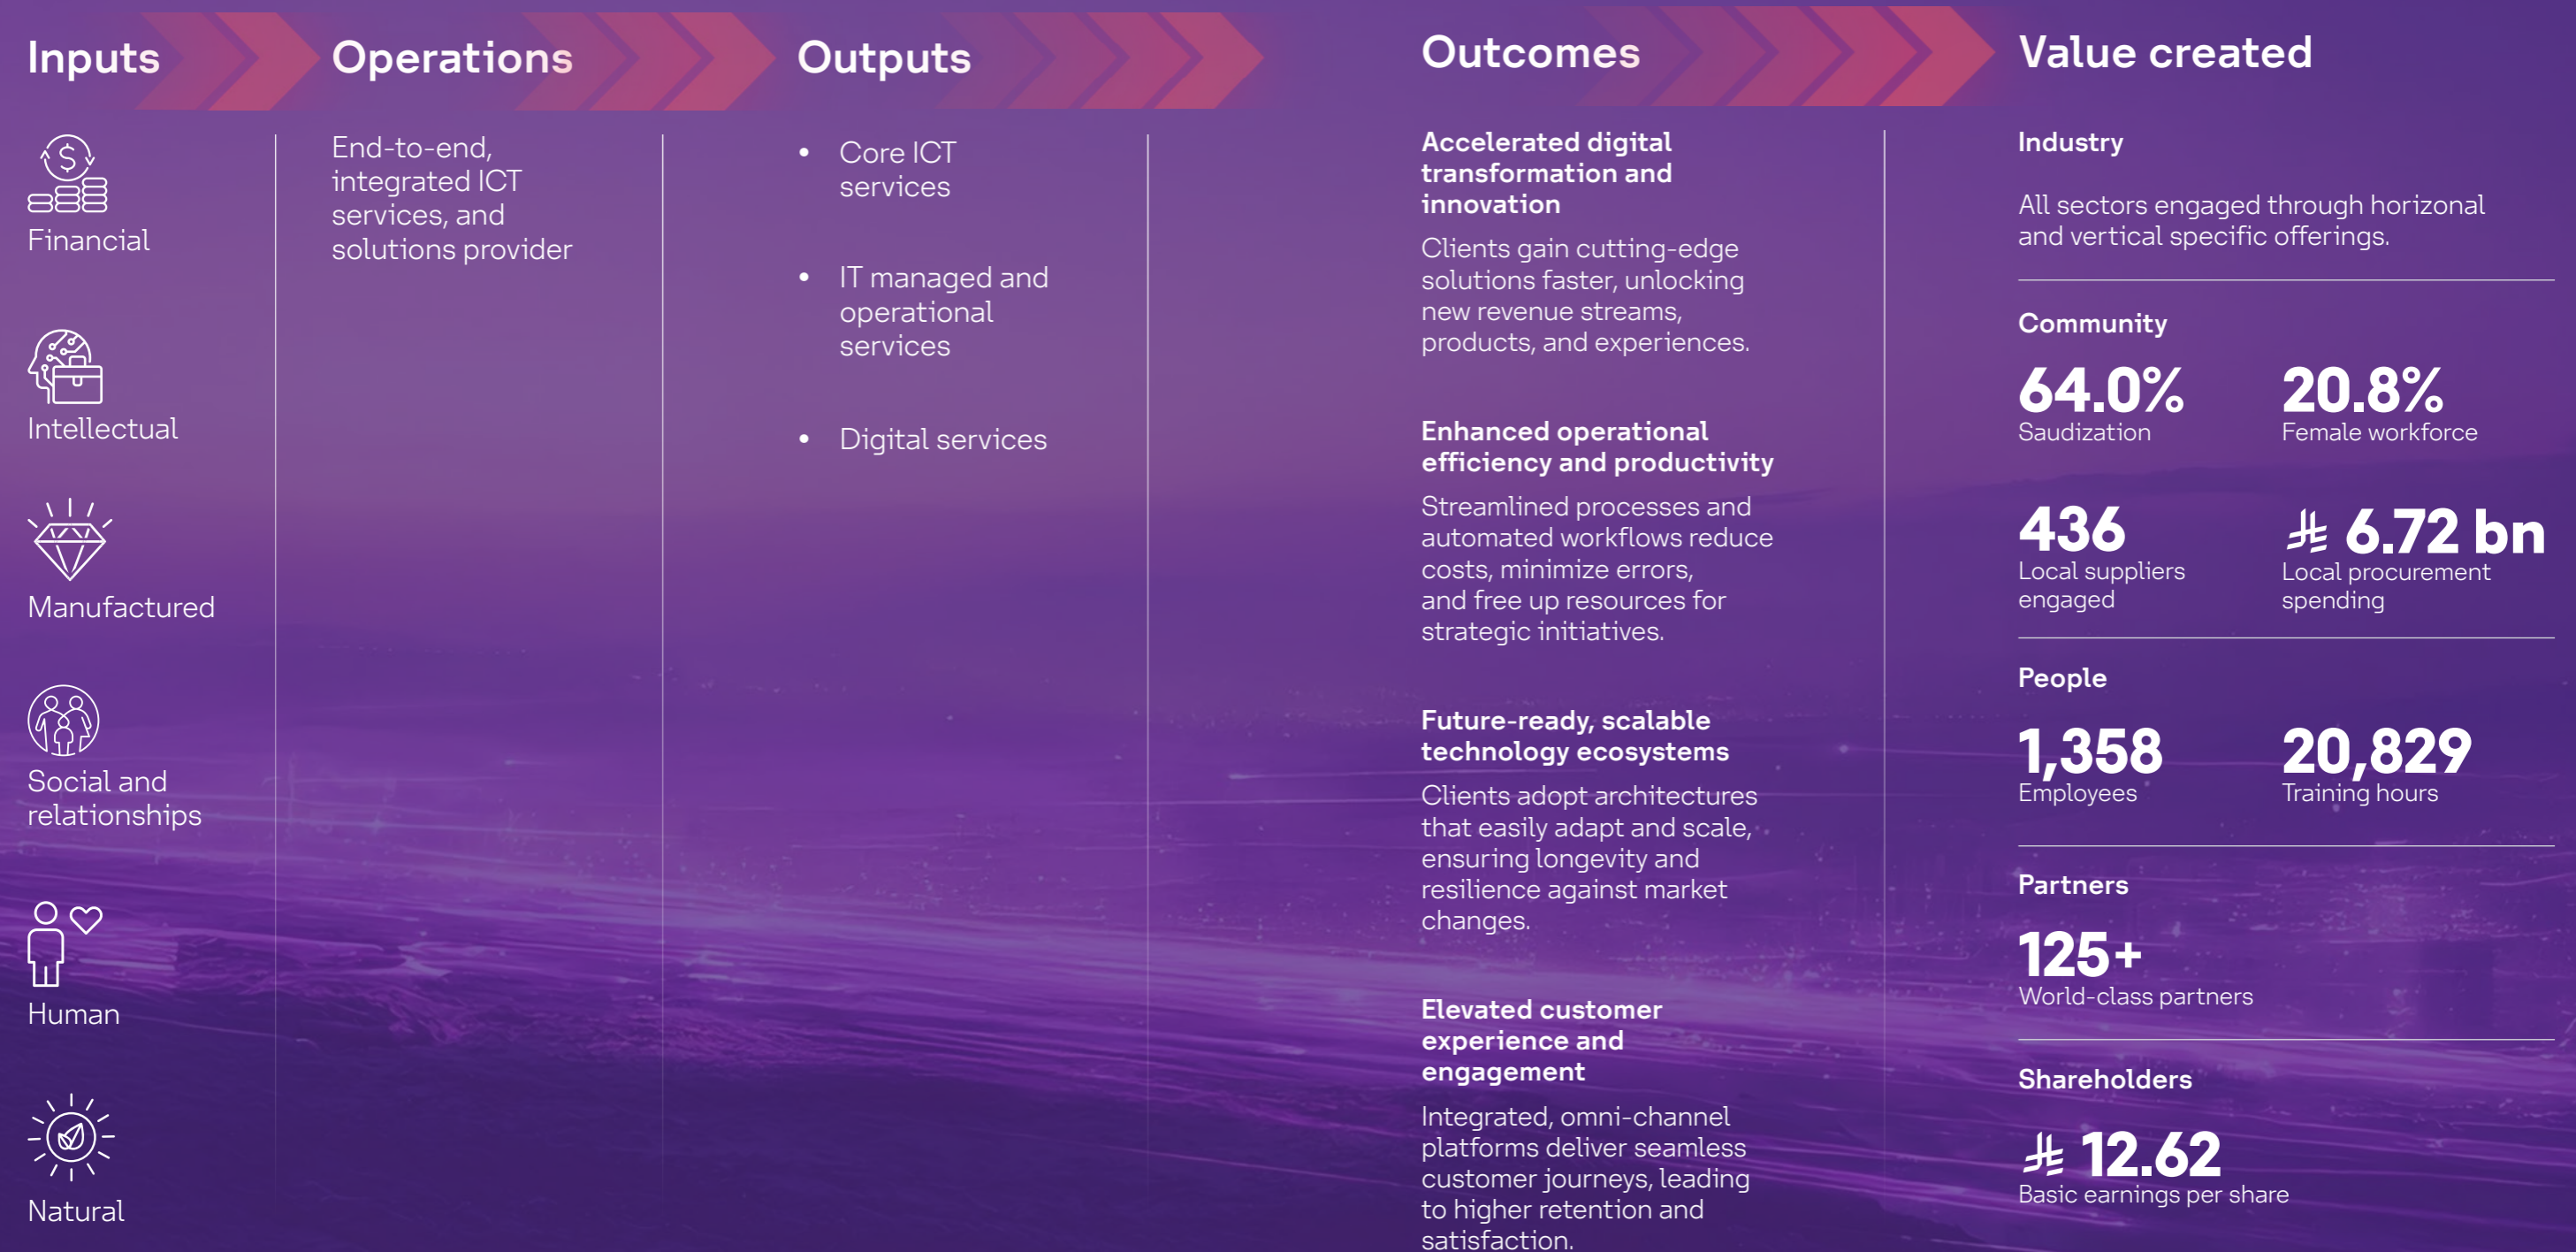 Inputs
Financial
Intellectual
Manufactured
Social and
relationships
Human
Natural
Operations
End-to-end,
integrated ICT
services, and
solutions provider
Outputs
• Core ICT
services
• IT managed and
operational
services
• Digital services
Outcomes
Accelerated digital
transformation and
innovation
Clients gain cutting-edge
solutions faster, unlocking
new revenue streams,
products, and experiences.
Enhanced operational
efficiency and productivity
Streamlined processes and
automated workflows reduce
costs, minimize errors,
and free up resources for
strategic initiatives.
Future-ready, scalable
technology ecosystems
Clients adopt architectures
that easily adapt and scale,
ensuring longevity and
resilience against market
changes.
Elevated customer
experience and
engagement
Integrated, omni-channel
platforms deliver seamless
customer journeys, leading
to higher retention and
satisfaction.
Value created
Industry
All sectors engaged through horizonal
and vertical specific offerings.
Community
64.0%
Saudization
20.8%
Female workforce
436
Local suppliers
engaged
⃁ 6.72 bn
Local procurement
spending
People
1,358
Employees
20,829
Training hours
Partners
125+
World-class partners
Shareholders
⃁ 12.62
Basic earnings per share